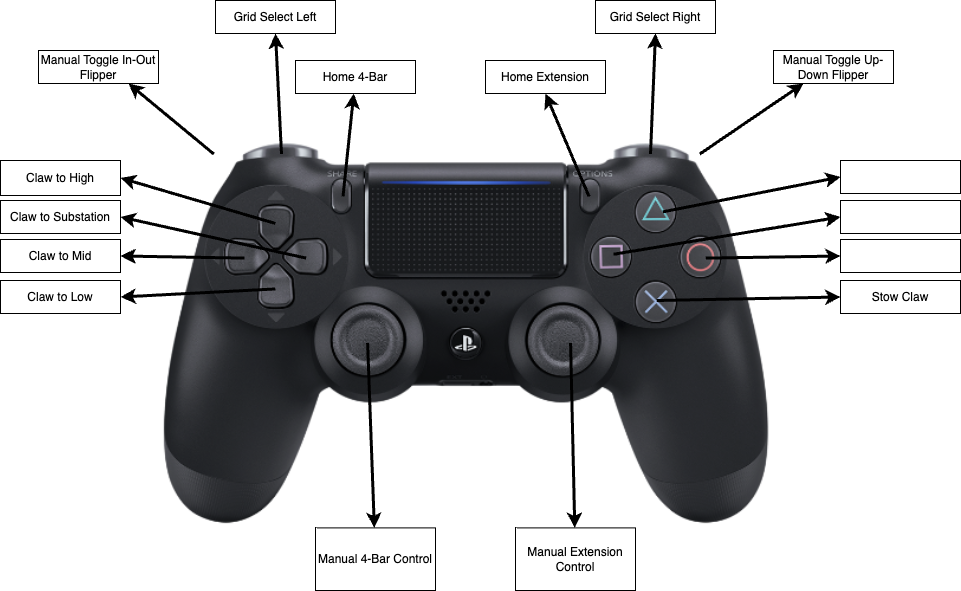 Grid Select Left
Grid Select Right
Manual Toggle In-Out
Flipper
Home 4-Bar
Home Extension
Manual Toggle Up-
Down Flipper
SHARE
OPTIONS
Claw to High
Claw to Substation
Claw to Mid
Claw to Low
Stow Claw
Manual 4-Bar Control
Manual Extension
Control